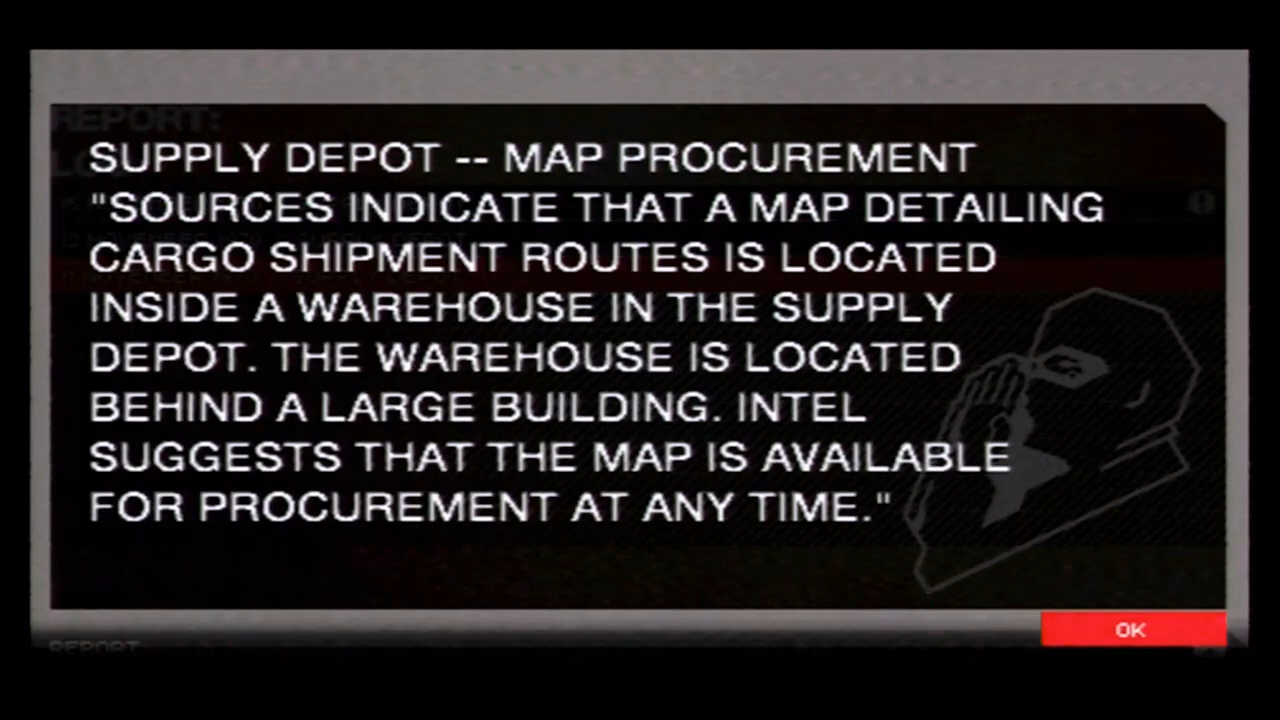 REPORT:
SUPPLY DEPOT -- MAP PROCUREMENT
"SOURCES INDICATE THAT A MAP DETAILING
CARGO SHIPMENT ROUTES IS LOCATED
INSIDE A WAREHOUSE IN THE SUPPLY
DEPOT. THE WAREHOUSE IS LOCATED
BEHIND A LARGE BUILDING. INTEL
SUGGESTS THAT THE MAP IS AVAILABLE
FOR PROCUREMENT AT ANY TIME."
OK
REPORT: